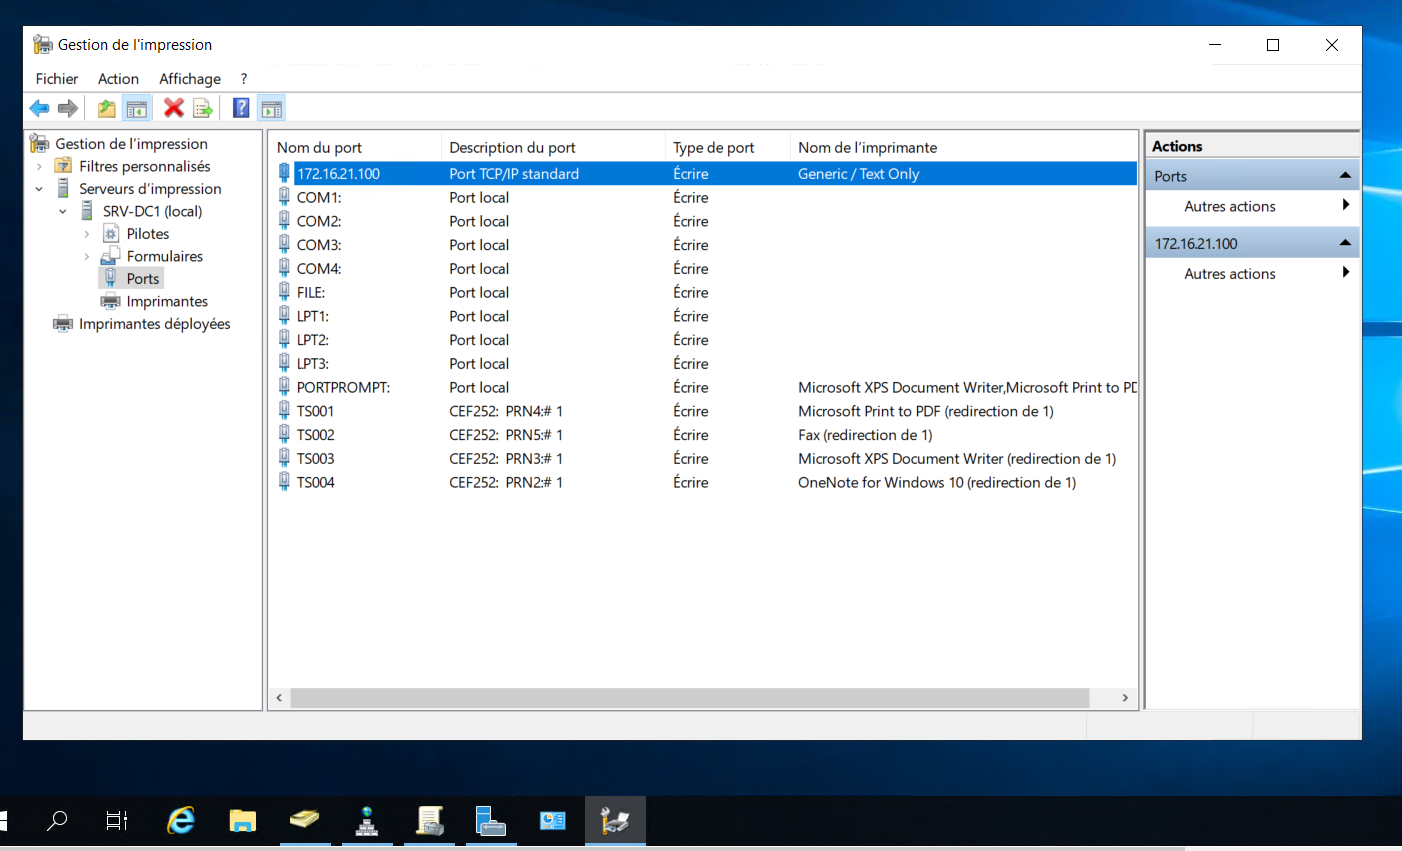 Gestion de l'impression
Fichier Action Affichage ?
Gestion de l’impression
Filtres personnalisés
Serveurs d’impression
SRV-DC1 (local)
Pilotes
Formulaires
Ports
Imprimantes
Imprimantes déployées
Nom du port Description du port Type de port Nom de l’imprimante
172.16.21.100 Port TCP/IP standard Écrire Generic / Text Only
COM1: Port local Écrire
COM2: Port local Écrire
COM3: Port local Écrire
COM4: Port local Écrire
FILE: Port local Écrire
LPT1: Port local Écrire
LPT2: Port local Écrire
LPT3: Port local Écrire
PORTPROMPT: Port local Écrire Microsoft XPS Document Writer,Microsoft Print to PD
TS001 CEF252: PRN4:# 1 Écrire Microsoft Print to PDF (redirection de 1)
TS002 CEF252: PRN5:# 1 Écrire Fax (redirection de 1)
TS003 CEF252: PRN3:# 1 Écrire Microsoft XPS Document Writer (redirection de 1)
TS004 CEF252: PRN2:# 1 Écrire OneNote for Windows 10 (redirection de 1)
Actions
Ports
Autres actions
172.16.21.100
Autres actions